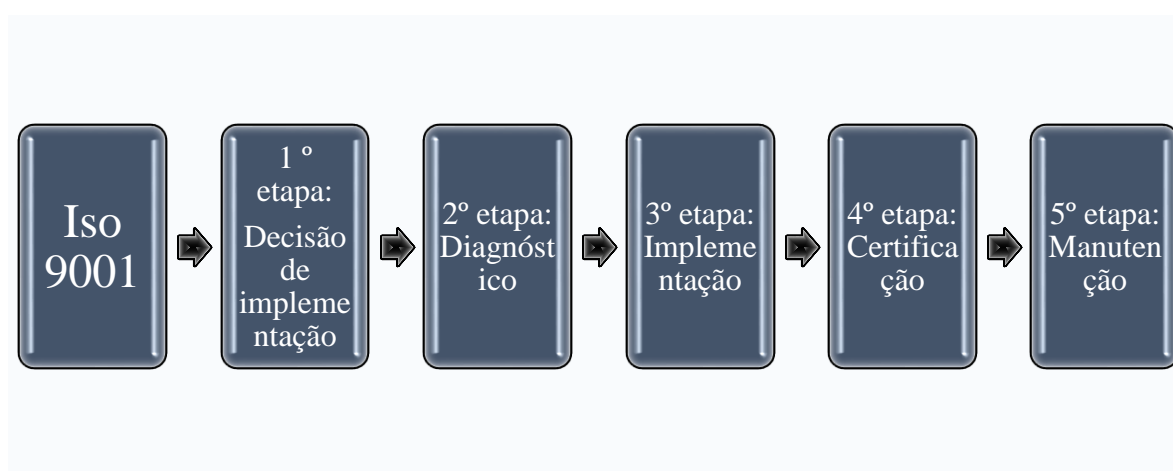 Iso
9001
1 º
etapa:
Decisão
de
impleme
ntação
2º etapa:
Diagnóst
ico
3º etapa:
Impleme
ntação
4º etapa:
Certifica
ção
5º etapa:
Manuten
ção